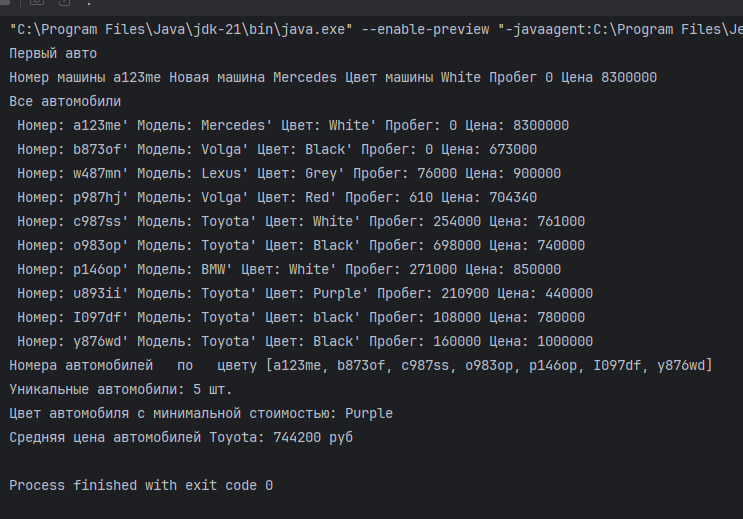 "C:\Program Files\Java\jdk-21\bin\java.exe" --enable-preview "-javaagent:C:\Program Files\Je
Первый авто
Номер машины a123me Новая машина Mercedes Цвет машины White Пробег 0 Цена 8300000
Все автомобили
Номер: a123me' Модель: Mercedes' Цвет: White' Пробег: 0 Цена: 8300000
Номер: b873of' Модель: Volga' Цвет: Black' Пробег: 0 Цена: 673000
Номер: w487mn' Модель: Lexus' Цвет: Grey' Пробег: 76000 Цена: 900000
Номер: p987hj' Модель: Volga' Цвет: Red' Пробег: 610 Цена: 704340
Номер: c987ss' Модель: Toyota' Цвет: White' Пробег: 254000 Цена: 761000
Номер: o983op' Модель: Toyota' Цвет: Black' Пробег: 698000 Цена: 740000
Номер: p146op' Модель: BMW' Цвет: White' Пробег: 271000 Цена: 850000
Номер: u893ii' Модель: Toyota' Цвет: Purple' Пробег: 210900 Цена: 440000
Номер: I097df' Модель: Toyota' Цвет: black' Пробег: 108000 Цена: 780000
Номер: y876wd' Модель: Toyota' Цвет: Black' Пробег: 160000 Цена: 1000000
Номера автомобилей   по   цвету [a123me, b873of, c987ss, o983op, p146op, I097df, y876wd]
Уникальные автомобили: 5 шт.
Цвет автомобиля с минимальной стоимостью: Purple
Средняя цена автомобилей Toyota: 744200 руб
Process finished with exit code 0